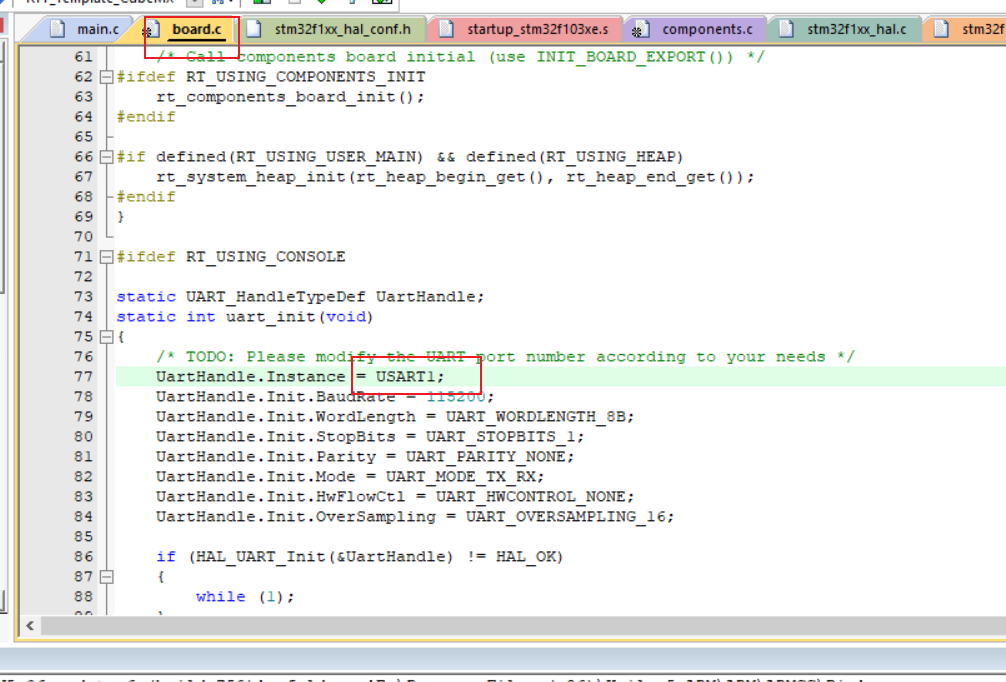 main.c board.c stm32f1xx_hal_conf.h startup_stm32f103xe.s components.c stm32f1xx_hal.c stm32f
61 /* Call components board initial (use INIT_BOARD_EXPORT()) */
62 #ifdef RT_USING_COMPONENTS_INIT
63 rt_components_board_init();
64 #endif
65
66 #if defined(RT_USING_USER_MAIN) && defined(RT_USING_HEAP)
67 rt_system_heap_init(rt_heap_begin_get(), rt_heap_end_get());
68 #endif
69 }
70
71 #ifdef RT_USING_CONSOLE
72
73 static UART_HandleTypeDef UartHandle;
74 static int uart_init(void)
75 {
76 /* TODO: Please modify the UART port number according to your needs */
77 UartHandle.Instance = USART1;
78 UartHandle.Init.BaudRate = 115200;
79 UartHandle.Init.WordLength = UART_WORDLENGTH_8B;
80 UartHandle.Init.StopBits = UART_STOPBITS_1;
81 UartHandle.Init.Parity = UART_PARITY_NONE;
82 UartHandle.Init.Mode = UART_MODE_TX_RX;
83 UartHandle.Init.HwFlowCtl = UART_HWCONTROL_NONE;
84 UartHandle.Init.OverSampling = UART_OVERSAMPLING_16;
85
86 if (HAL_UART_Init(&UartHandle) != HAL_OK)
87 {
88 while (1);